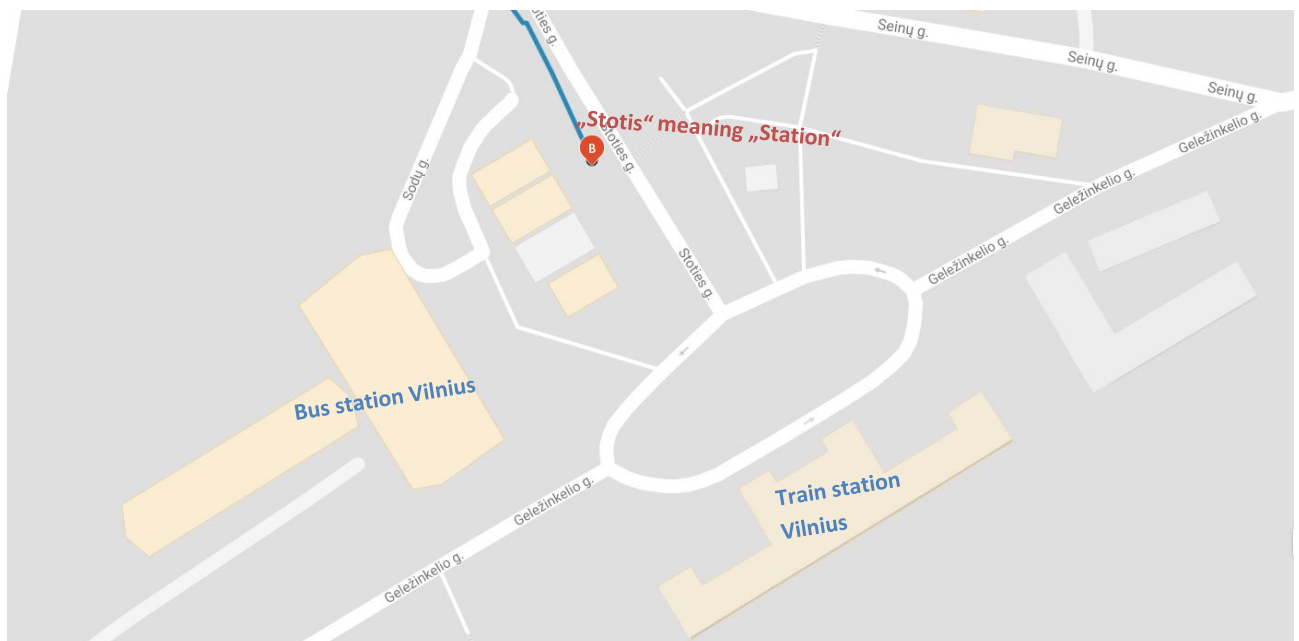 Stoties g.
Seinų g.
Seinų g.
Seinų g.
Geležinkelio g.
„Stotis“ meaning „Station“
B
Stoties g.
Sodų g.
Geležinkelio g.
Geležinkelio g.
Stoties g.
Bus station Vilnius
Train station
Vilnius
Geležinkelio g.
Geležinkelio g.